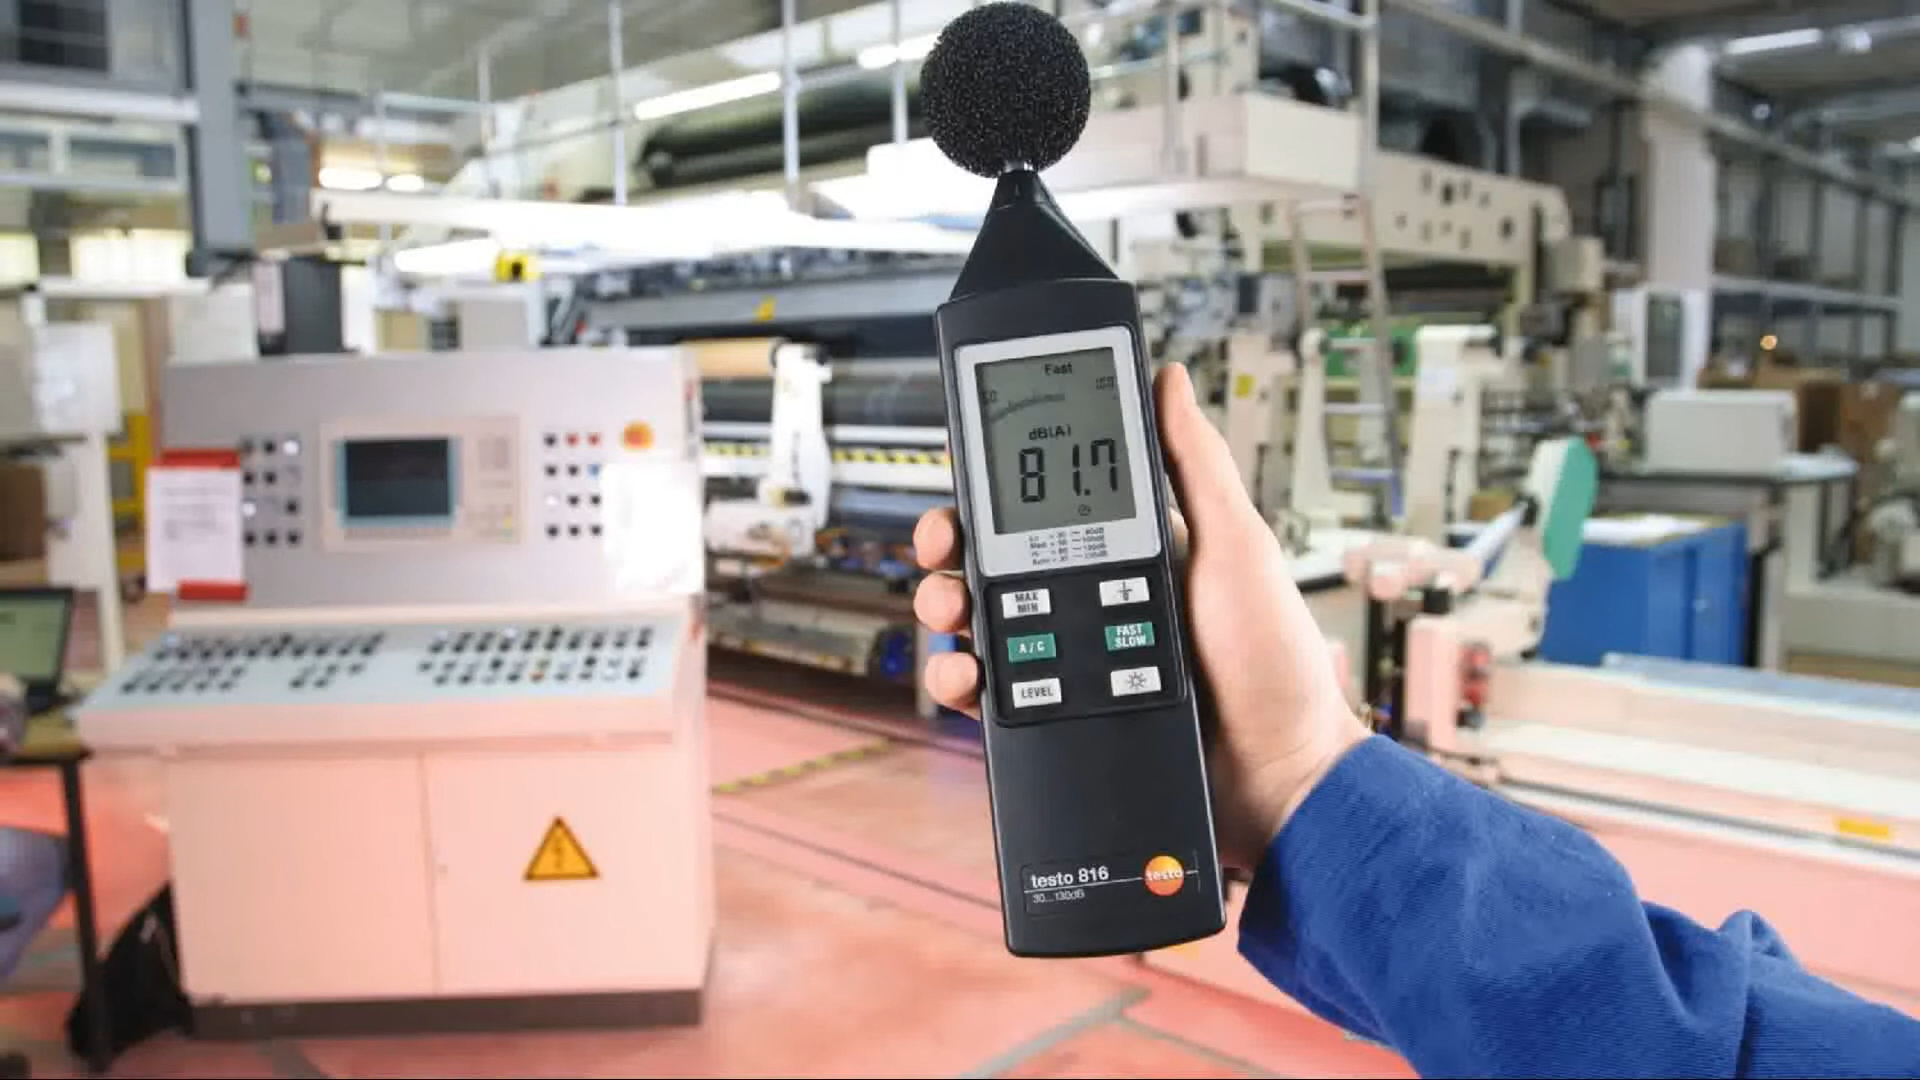 Fast
dB(A)
81.7
MAX
MIN
A/C
FAST
SLOW
LEVEL
testo 816
testo
30...130dB